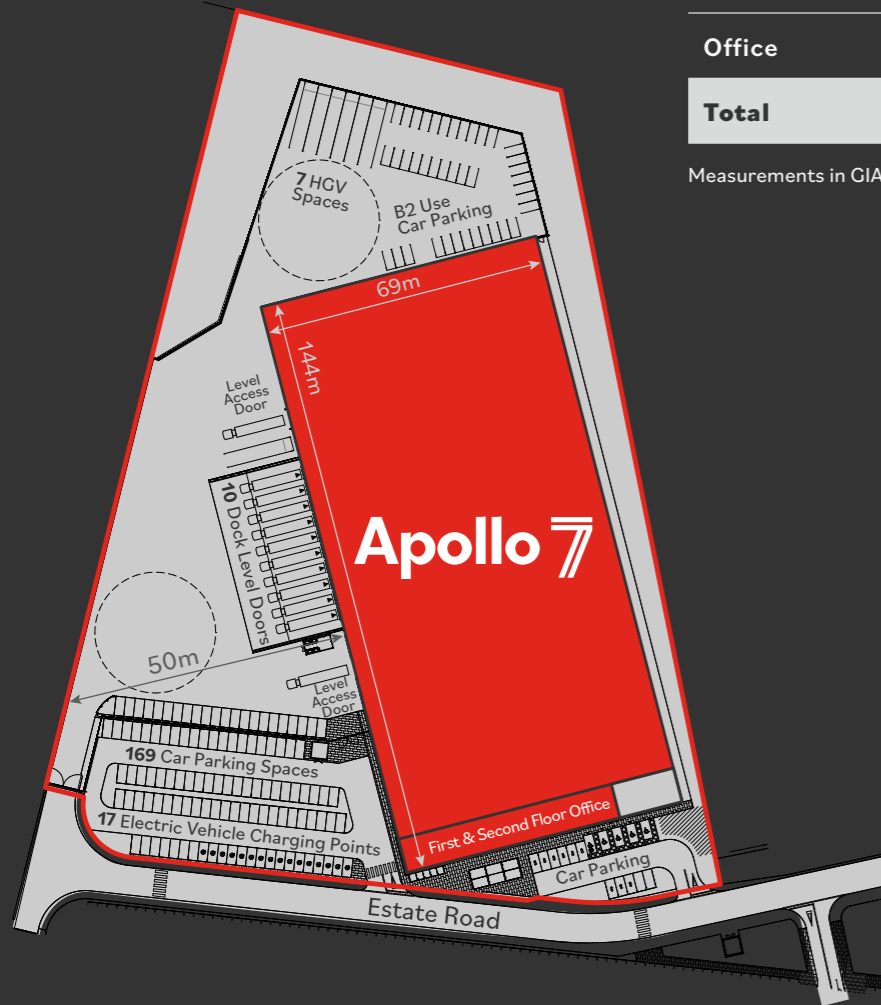 Office
Total
Measurements in GIA
7 HGV
Spaces
B2 Use
Car Parking
69m
144m
Level
Access
Door
10 Dock Level Doors
Apollo 7
50m
Level
Access
Door
169 Car Parking Spaces
17 Electric Vehicle Charging Points
First & Second Floor Office
Car Parking
Estate Road